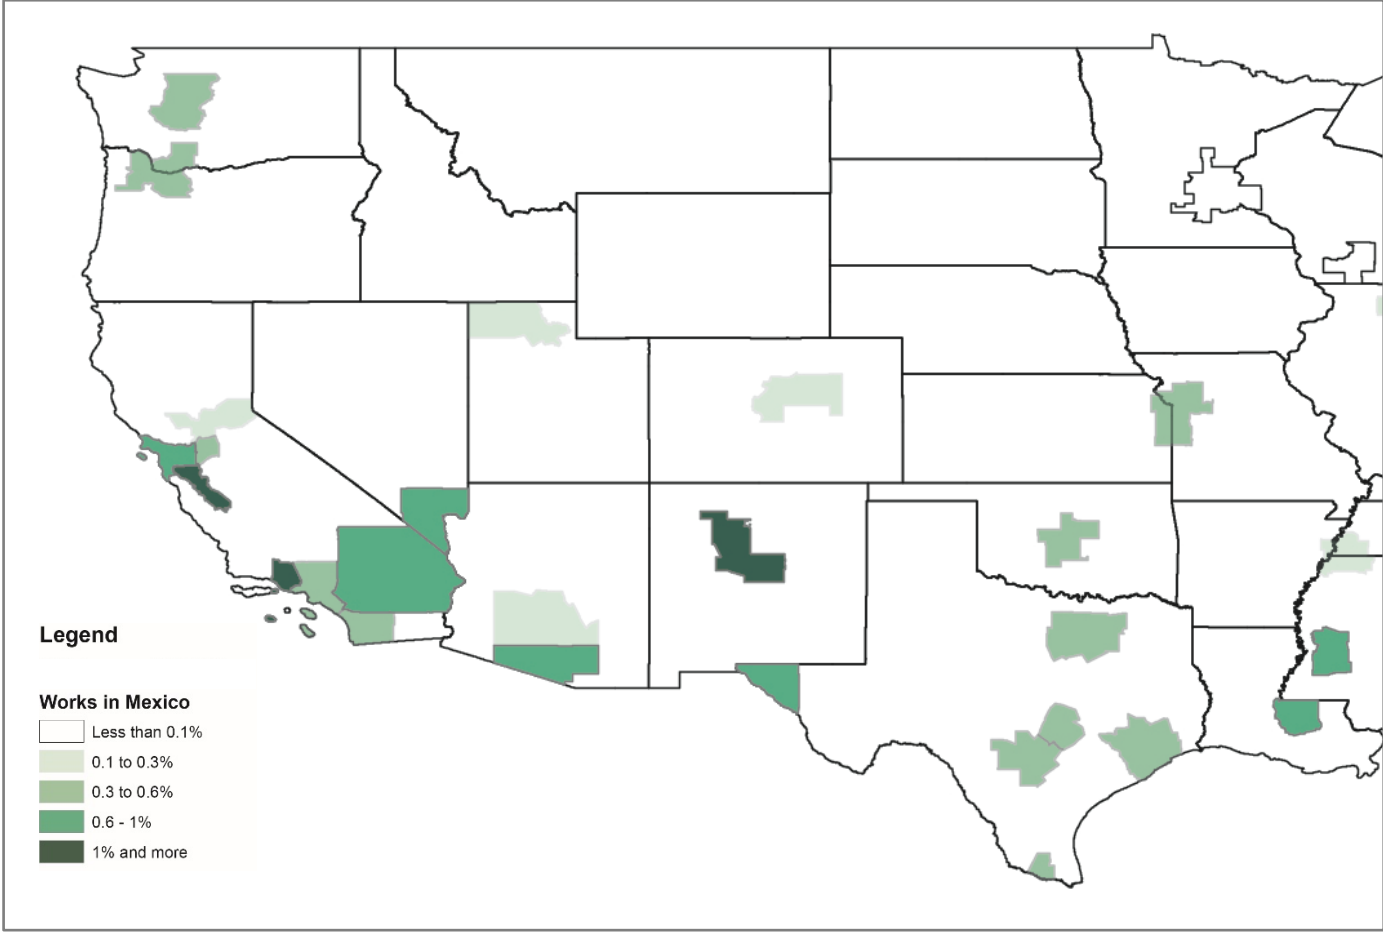 Legend
Works in Mexico
Less than 0.1%
0.1 to 0.3%
0.3 to 0.6%
0.6 - 1%
1% and more